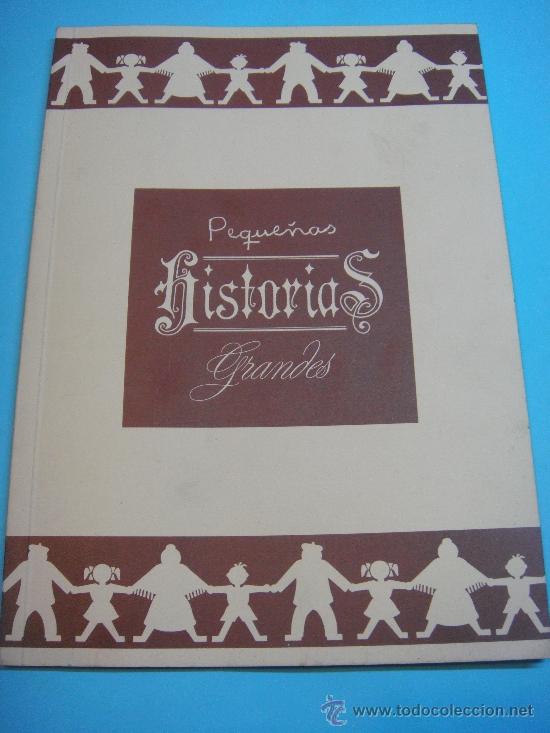 Pequeñas
Historias
Grandes
www.todocoleccion.net